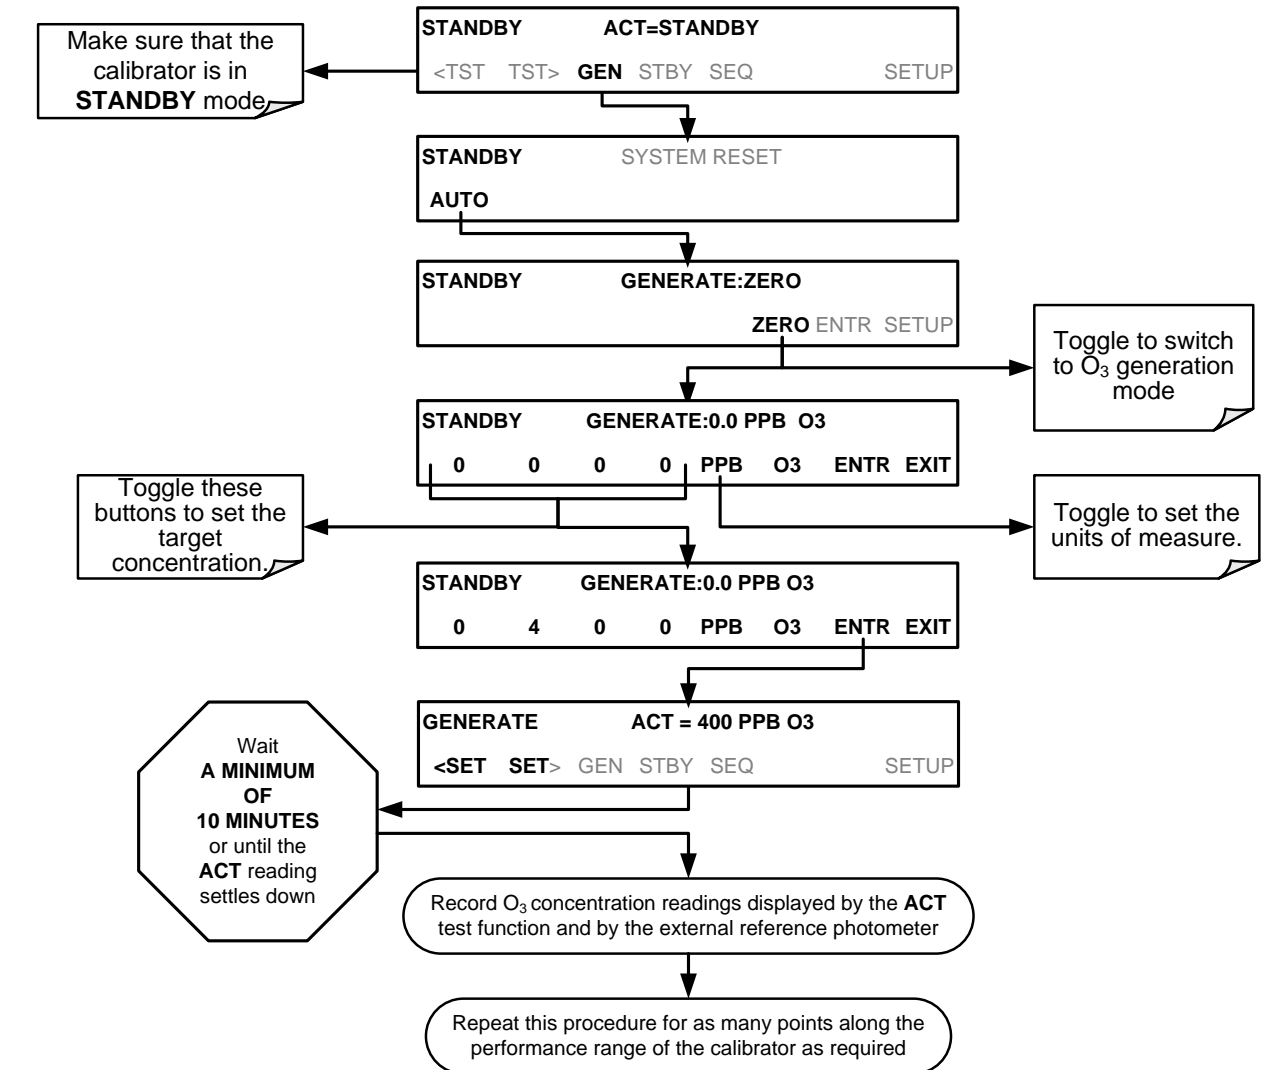 STANDBY ACT=STANDBY
<TST TST> GEN STBY SEQ SETUP
Make sure that the
calibrator is in
STANDBY mode
STANDBY SYSTEM RESET
AUTO
STANDBY GENERATE:ZERO
ZERO ENTR SETUP
Toggle to switch
to O3 generation
mode
STANDBY GENERATE:0.0 PPB O3
0 0 0 0 PPB O3 ENTR EXIT
Toggle these
buttons to set the
target
concentration.
Toggle to set the
units of measure.
STANDBY GENERATE:0.0 PPB O3
0 4 0 0 PPB O3 ENTR EXIT
GENERATE ACT = 400 PPB O3
<SET SET> GEN STBY SEQ SETUP
Wait
A MINIMUM
OF
10 MINUTES
or until the
ACT reading
settles down
Record O3 concentration readings displayed by the ACT
test function and by the external reference photometer
Repeat this procedure for as many points along the
performance range of the calibrator as required